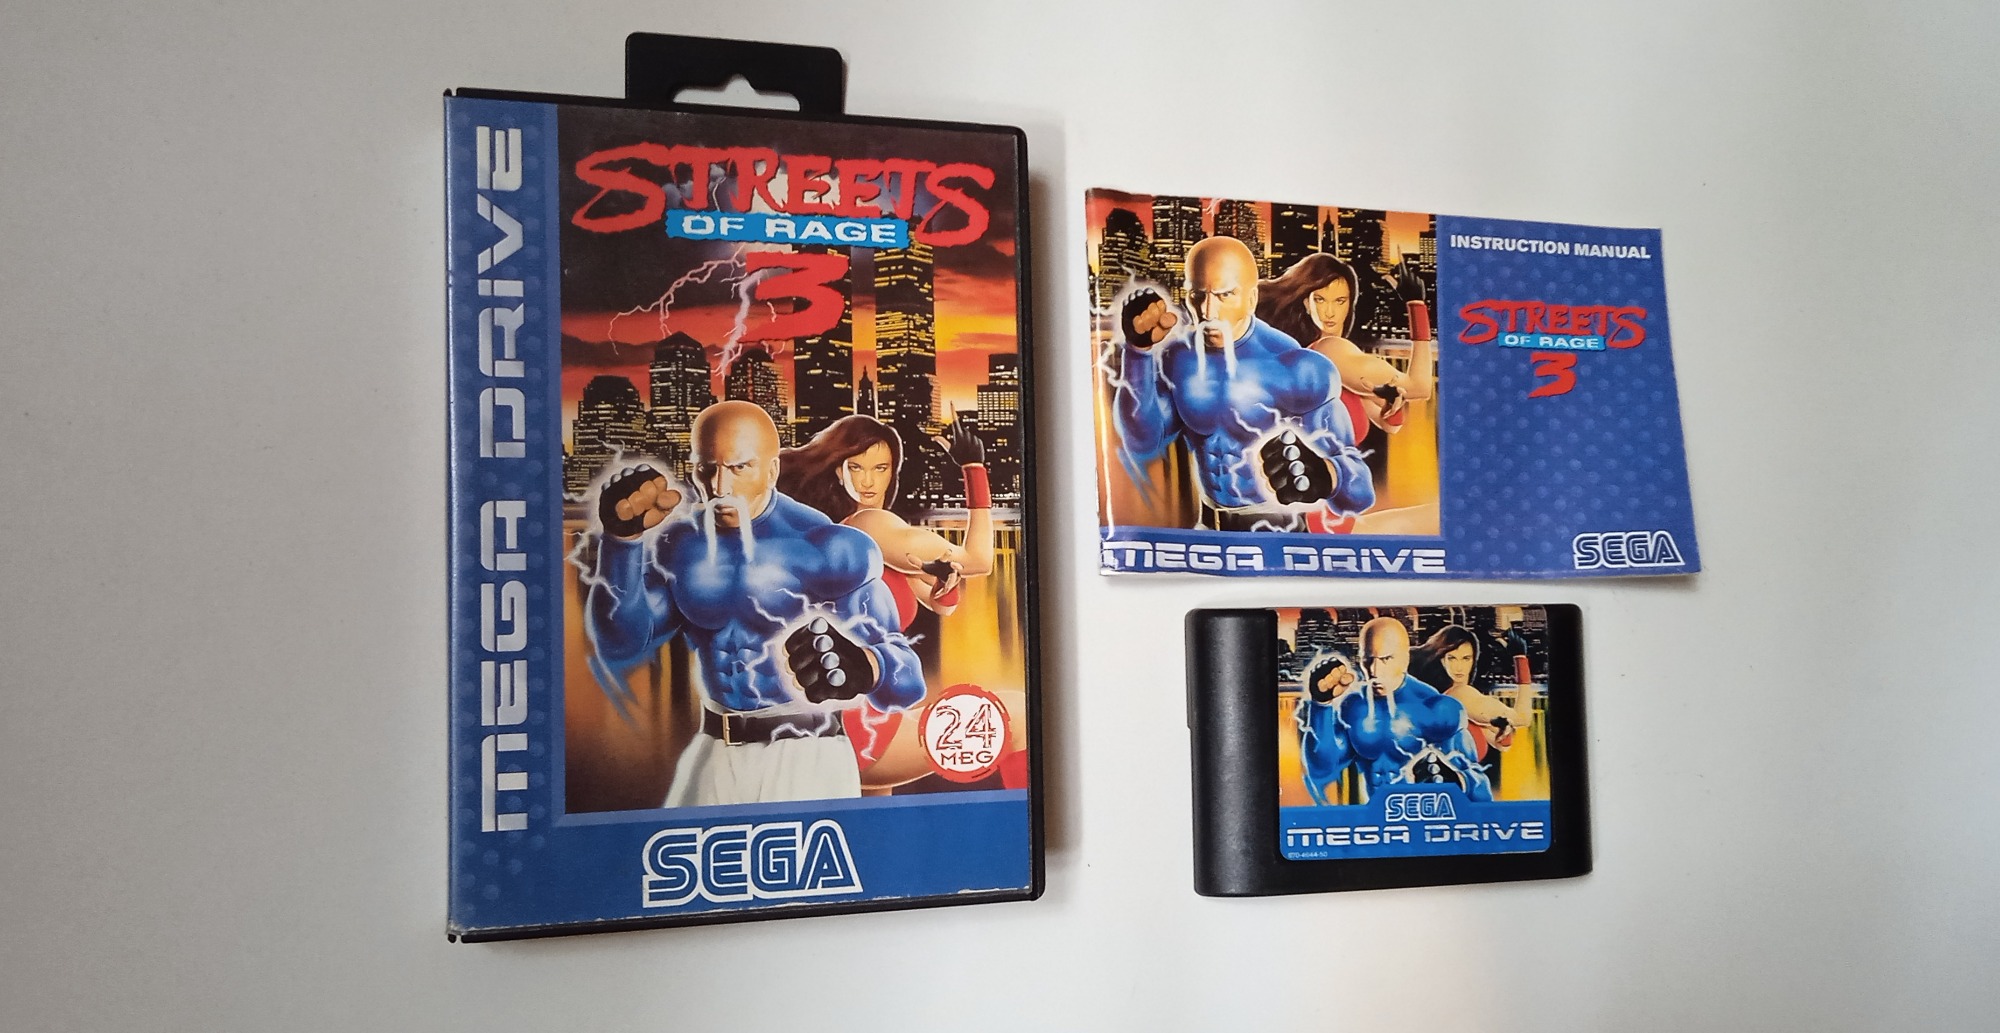 MEGA DRIVE
STREETS
OF RAGE
3
24
MEG
SEGA
INSTRUCTION MANUAL
STREETS
OF RAGE
3
MEGA DRIVE
SEGA
SEGA
MEGA DRIVE